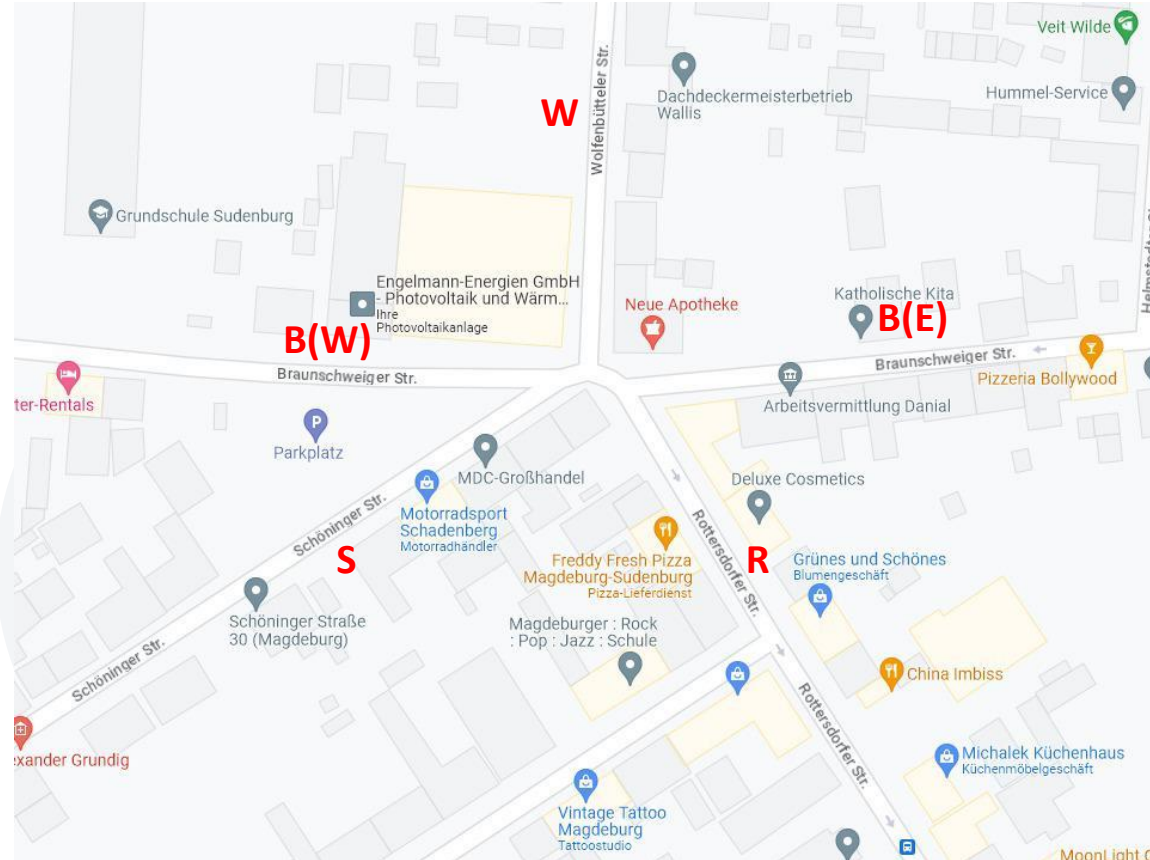 Veit Wilde
Wolfenbütteler Str.
W
Dachdeckermeisterbetrieb
Wallis
Hummel-Service
Grundschule Sudenburg
Engelmann-Energien GmbH
- Photovoltaik und Wärm...
Ihre
Photovoltaikanlage
Neue Apotheke
Katholische Kita
B(E)
B(W)
Braunschweiger Str.
Braunschweiger Str.
ter-Rentals
P
Parkplatz
Arbeitsvermittlung Danial
Pizzeria Bollywood
MDC-Großhandel
Deluxe Cosmetics
Motorradsport
Schadenberg
Motorradhändler
Schöninger Str.
S
Rottersdorfer Str.
R
Freddy Fresh Pizza
Magdeburg-Sudenburg
Pizza-Lieferdienst
Grünes und Schönes
Blumengeschäft
Schöninger Straße
30 (Magdeburg)
Magdeburger : Rock
: Pop : Jazz : Schule
Schöninger Str.
China Imbiss
Rottersdorfer Str.
exander Grundig
Michalek Küchenhaus
Küchenmöbelgeschäft
Vintage Tattoo
Magdeburg
Tattoostudio
MoonLight